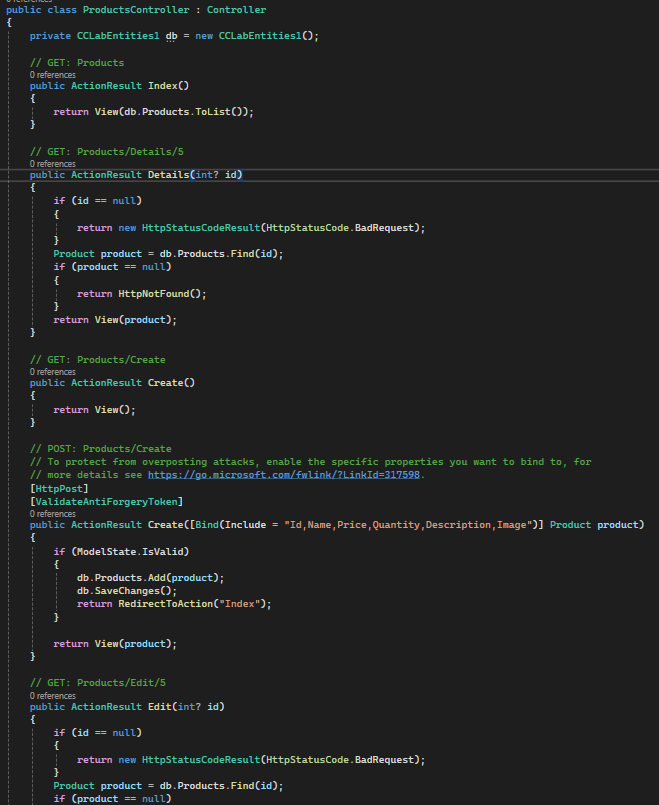 0 references
public class ProductsController : Controller
{
private CCLabEntities1 db = new CCLabEntities1();
// GET: Products
0 references
public ActionResult Index()
{
return View(db.Products.ToList());
}
// GET: Products/Details/5
0 references
public ActionResult Details(int? id)
{
if (id == null)
{
return new HttpStatusCodeResult(HttpStatusCode.BadRequest);
}
Product product = db.Products.Find(id);
if (product == null)
{
return HttpNotFound();
}
return View(product);
}
// GET: Products/Create
0 references
public ActionResult Create()
{
return View();
}
// POST: Products/Create
// To protect from overposting attacks, enable the specific properties you want to bind to, for
// more details see https://go.microsoft.com/fwlink/?LinkId=317598.
[HttpPost]
[ValidateAntiForgeryToken]
0 references
public ActionResult Create([Bind(Include = "Id,Name,Price,Quantity,Description,Image")] Product product)
{
if (ModelState.IsValid)
{
db.Products.Add(product);
db.SaveChanges();
return RedirectToAction("Index");
}
return View(product);
}
// GET: Products/Edit/5
0 references
public ActionResult Edit(int? id)
{
if (id == null)
{
return new HttpStatusCodeResult(HttpStatusCode.BadRequest);
}
Product product = db.Products.Find(id);
if (product == null)